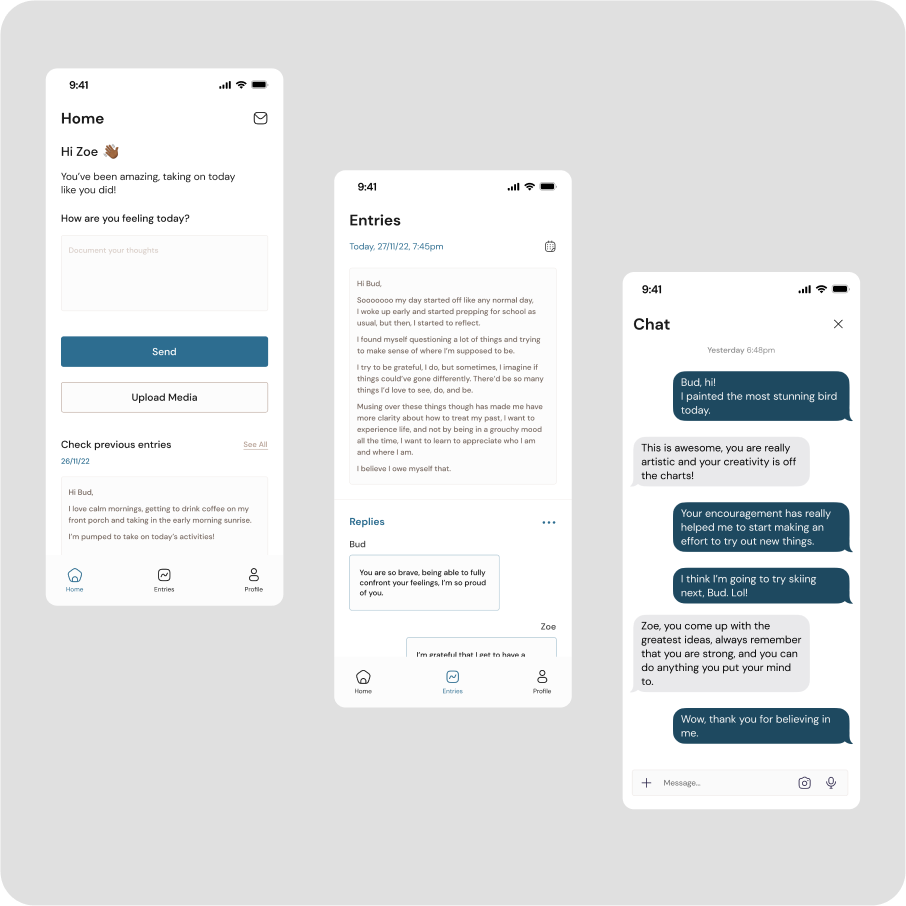 9:41
Home
Hi Zoe 👋🏾
You've been amazing, taking on today
like you did!
How are you feeling today?
Document your thoughts
Send
Upload Media
Check previous entries
See All
26/11/22
Hi Bud,
I love calm mornings, getting to drink coffee on my
front porch and taking in the early morning sunrise.
I'm pumped to take on today's activities!
Home
Entries
Profile
9:41
Entries
Today, 27/11/22, 7:45pm
Hi Bud,
Sooooooo my day started off like any normal day,
I woke up early and started prepping for school as
usual, but then, I started to reflect.
I found myself questioning a lot of things and trying
to make sense of where I'm supposed to be.
I try to be grateful, I do, but sometimes, I imagine if
things could've gone differently. There'd be so many
things I'd love to see, do, and be.
Musing over these things though has made me have
more clarity about how to treat my past, I want to
experience life, and not by being in a grouchy mood
all the time, I want to learn to appreciate who I am
and where I am.
I believe I owe myself that.
Replies
Bud
You are so brave, being able to fully
confront your feelings, I'm so proud
of you.
Zoe
I'm grateful that I get to have a
Home
Entries
Profile
9:41
Chat
Yesterday 6:48pm
Bud, hi!
I painted the most stunning bird
today.
This is awesome, you are really
artistic and your creativity is off
the charts!
Your encouragement has really
helped me to start making an
effort to try out new things.
I think I'm going to try skiing
next, Bud. Lol!
Zoe, you come up with the
greatest ideas, always remember
that you are strong, and you can
do anything you put your mind
to.
Wow, thank you for believing in
me.
Message...